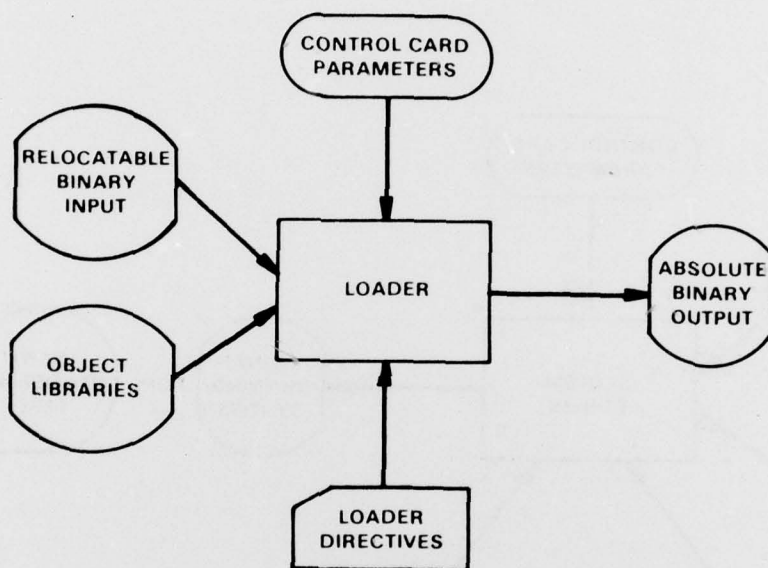 CONTROL CARD
PARAMETERS
RELOCATABLE
BINARY
INPUT
LOADER
ABSOLUTE
BINARY
OUTPUT
OBJECT
LIBRARIES
LOADER
DIRECTIVES